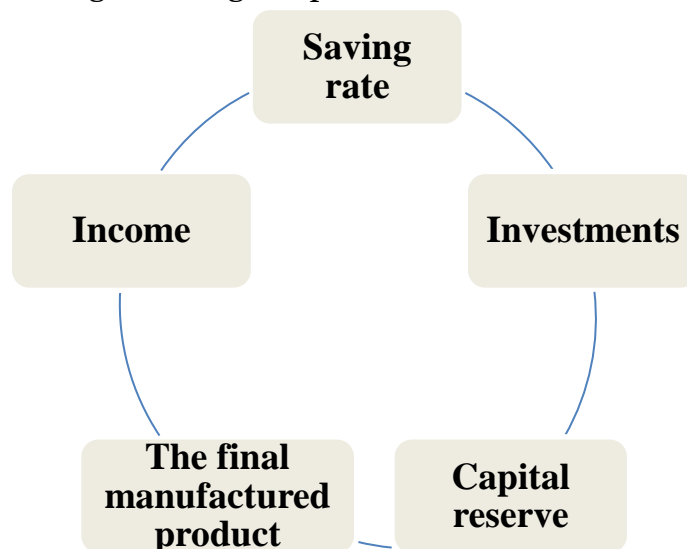 Saving
rate
Income
Investments
The final
manufactured
product
Capital
reserve